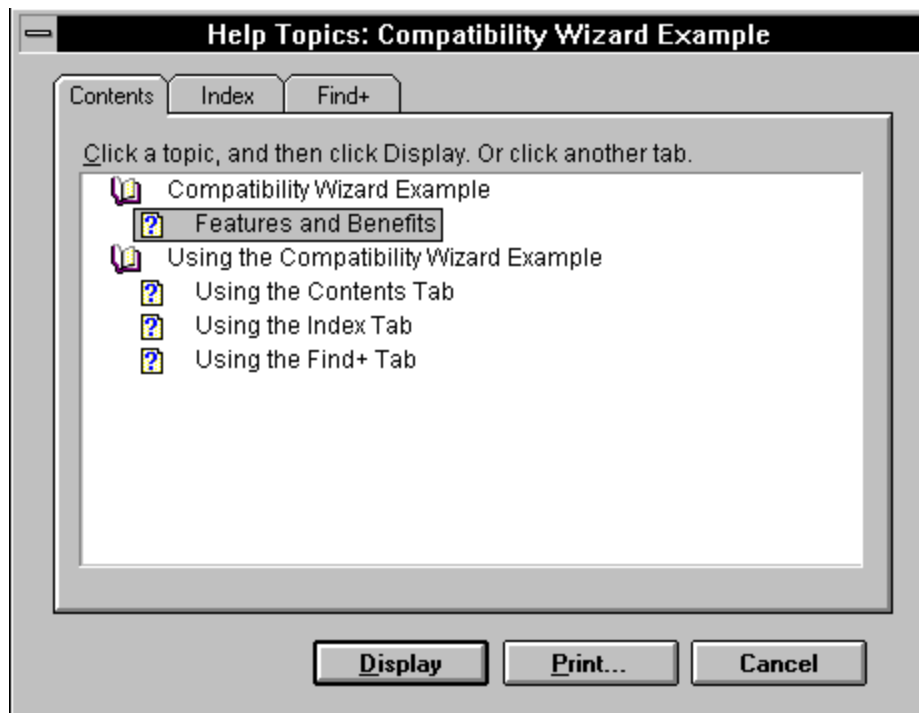 Help Topics: Compatibility Wizard Example
Contents Index Find+
Click a topic, and then click Display. Or click another tab.
Compatibility Wizard Example
? Features and Benefits
Using the Compatibility Wizard Example
? Using the Contents Tab
? Using the Index Tab
? Using the Find+ Tab
Display Print... Cancel